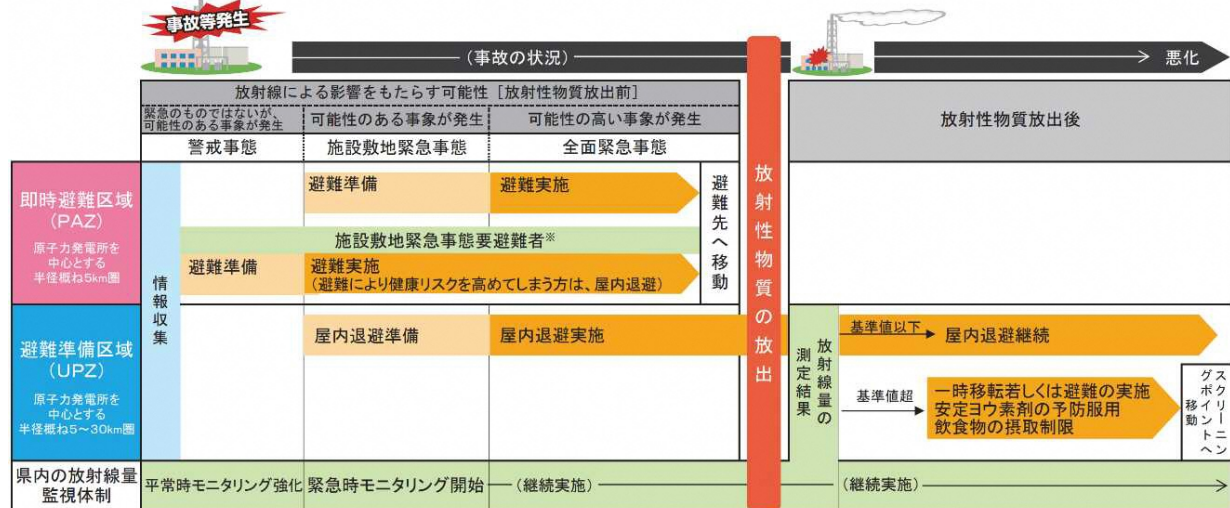 事故等発生
(事故の状況)
悪化
放射線による影響をもたらす可能性 [放射性物質放出前]
緊急のものではないが、
可能性のある事象が発生
可能性のある事象が発生
可能性の高い事象が発生
放射性物質放出後
警戒事態
施設敷地緊急事態
全面緊急事態
即時避難区域
(PAZ)
原子力発電所を
中心とする
半径概ね5km圏
情報収集
避難準備
避難実施
施設敷地緊急事態要避難者※
避難準備
避難実施
(避難により健康リスクを高めてしまう方は、屋内退避)
避難先へ移動
放射性物質の放出
避難準備区域
(UPZ)
原子力発電所を
中心とする
半径概ね5~30km圏
屋内退避準備
屋内退避実施
放射線量の
測定結果
基準値以下
屋内退避継続
基準値超
一時移転若しくは避難の実施
安定ヨウ素剤の予防服用
飲食物の摂取制限
スクリーニン
グポイントへ
移動
県内の放射線量
監視体制
平常時モニタリング強化
緊急時モニタリング開始
(継続実施)
(継続実施)